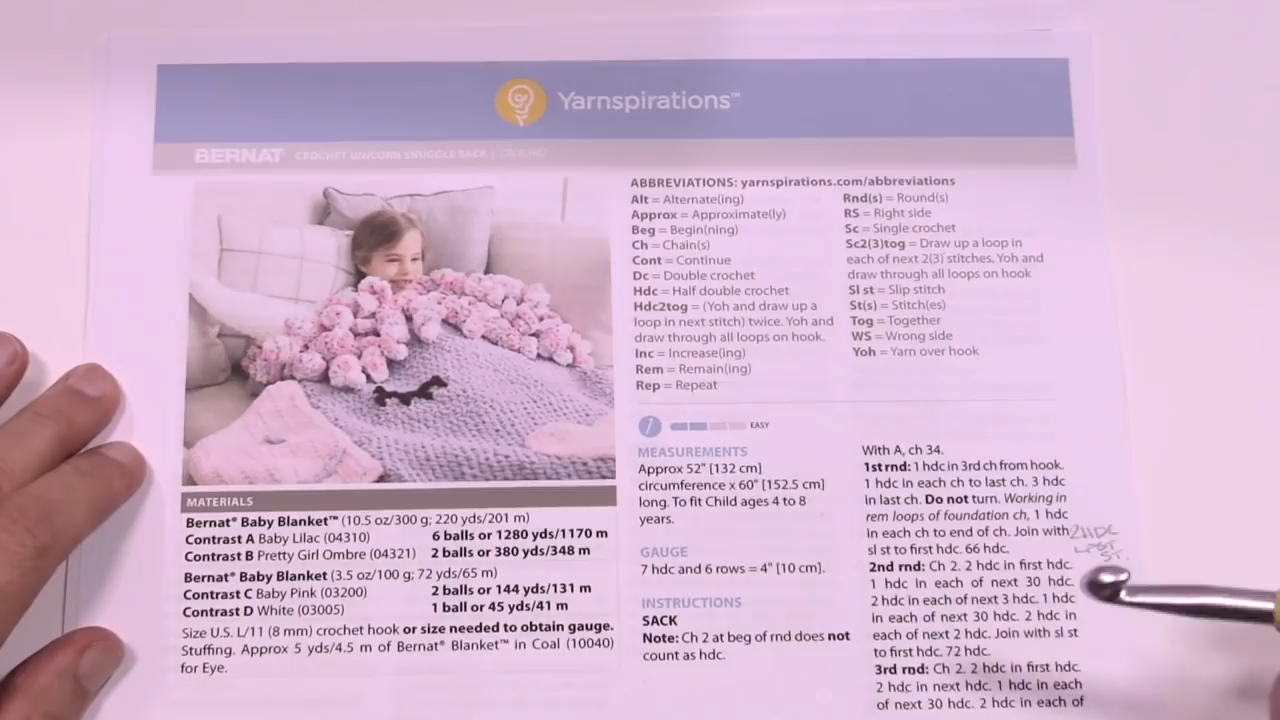 Yarnspirations™
BERNAT CROCHET UNICORN SNUGGLE SACK | CROCHET
ABBREVIATIONS: yarnspirations.com/abbreviations
Alt = Alternate(ing)
Approx = Approximate(ly)
Beg = Begin(ning)
Ch = Chain(s)
Cont = Continue
Dc = Double crochet
Hdc = Half double crochet
Hdc2tog = (Yoh and draw up a
loop in next stitch) twice. Yoh and
draw through all loops on hook.
Inc = Increase(ing)
Rem = Remain(ing)
Rep = Repeat
Rnd(s) = Round(s)
RS = Right side
Sc = Single crochet
Sc2(3)tog = Draw up a loop in
each of next 2(3) stitches. Yoh and
draw through all loops on hook
Sl st = Slip stitch
St(s) = Stitch(es)
Tog = Together
WS = Wrong side
Yoh = Yarn over hook
MATERIALS
Bernat® Baby Blanket™ (10.5 oz/300 g; 220 yds/201 m)
Contrast A Baby Lilac (04310) 6 balls or 1280 yds/1170 m
Contrast B Pretty Girl Ombre (04321) 2 balls or 380 yds/348 m
Bernat® Baby Blanket (3.5 oz/100 g; 72 yds/65 m)
Contrast C Baby Pink (03200) 2 balls or 144 yds/131 m
Contrast D White (03005) 1 ball or 45 yds/41 m
Size U.S. L/11 (8 mm) crochet hook or size needed to obtain gauge.
Stuffing. Approx 5 yds/4.5 m of Bernat® Blanket™ in Coal (10040)
for Eye.
EASY
MEASUREMENTS
Approx 52" [132 cm]
circumference x 60" [152.5 cm]
long. To fit Child ages 4 to 8
years.
GAUGE
7 hdc and 6 rows = 4" [10 cm].
INSTRUCTIONS
SACK
Note: Ch 2 at beg of rnd does not
count as hdc.
With A, ch 34.
1st rnd: 1 hdc in 3rd ch from hook.
1 hdc in each ch to last ch. 3 hdc
in last ch. Do not turn. Working in
rem loops of foundation ch, 1 hdc
in each ch to end of ch. Join with
sl st to first hdc. 66 hdc.
2 HDC
LAST
ST.
2nd rnd: Ch 2. 2 hdc in first hdc.
1 hdc in each of next 30 hdc.
2 hdc in each of next 3 hdc. 1 hdc
in each of next 30 hdc. 2 hdc in
each of next 2 hdc. Join with sl st
to first hdc. 72 hdc.
3rd rnd: Ch 2. 2 hdc in first hdc.
2 hdc in next hdc. 1 hdc in each
of next 30 hdc. 2 hdc in each of